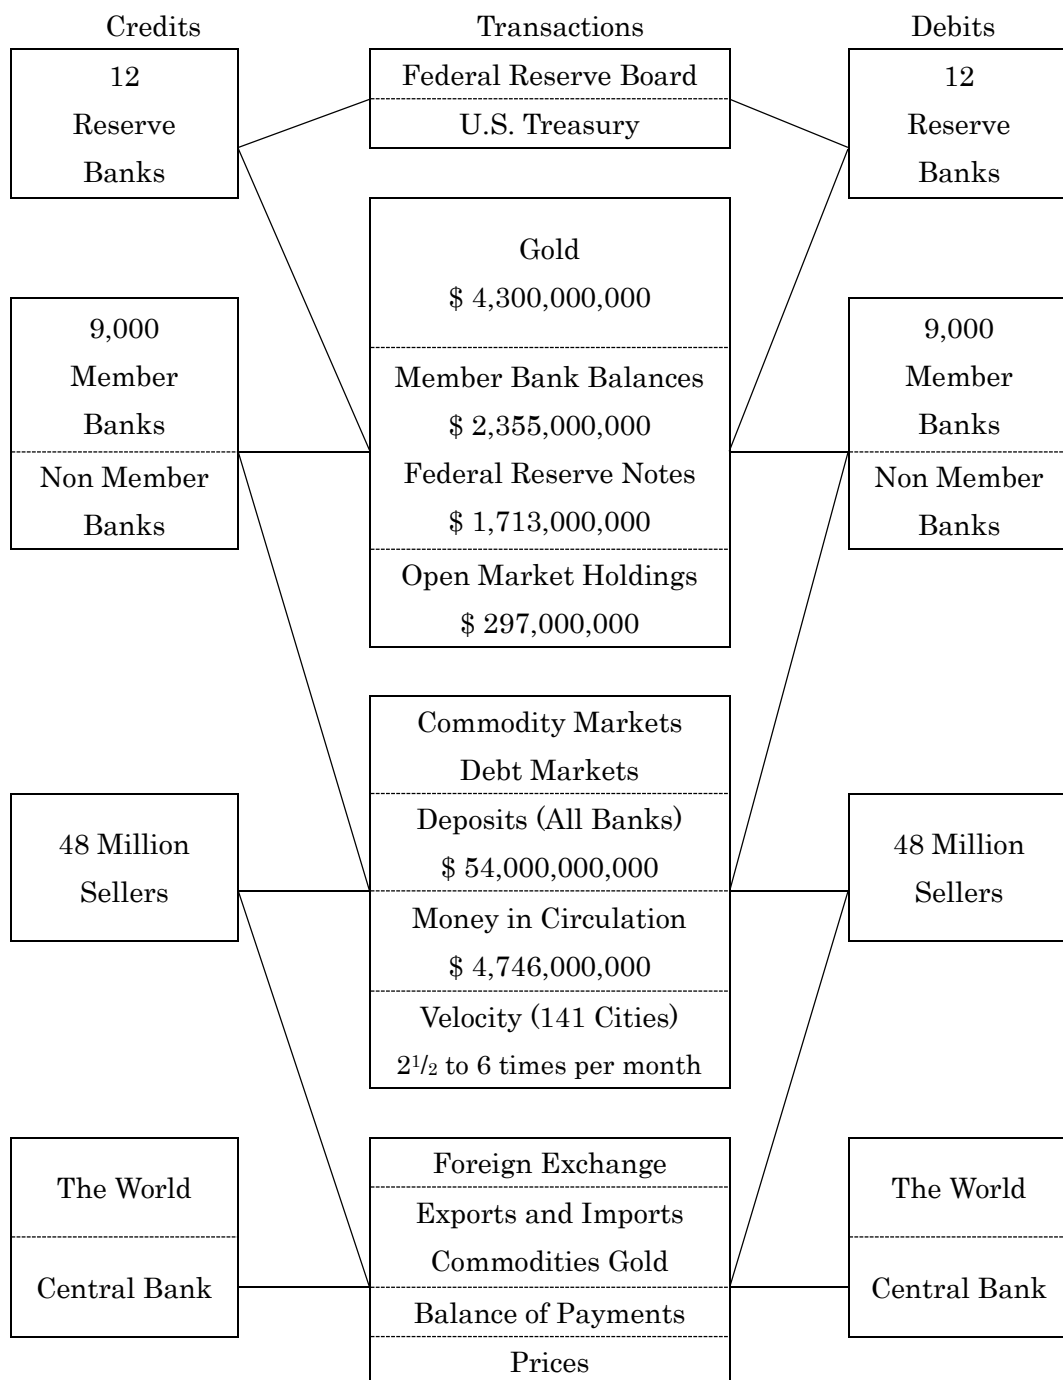 Credits
Transactions
Debits
12
Reserve
Banks
Federal Reserve Board
U.S. Treasury
12
Reserve
Banks
Gold
$ 4,300,000,000
9,000
Member
Banks
Non Member
Banks
Member Bank Balances
$ 2,355,000,000
Federal Reserve Notes
$ 1,713,000,000
Open Market Holdings
$ 297,000,000
9,000
Member
Banks
Non Member
Banks
Commodity Markets
Debt Markets
48 Million
Sellers
Deposits (All Banks)
$ 54,000,000,000
Money in Circulation
$ 4,746,000,000
Velocity (141 Cities)
2 1/2 to 6 times per month
48 Million
Sellers
The World
Central Bank
Foreign Exchange
Exports and Imports
Commodities Gold
Balance of Payments
Prices
The World
Central Bank